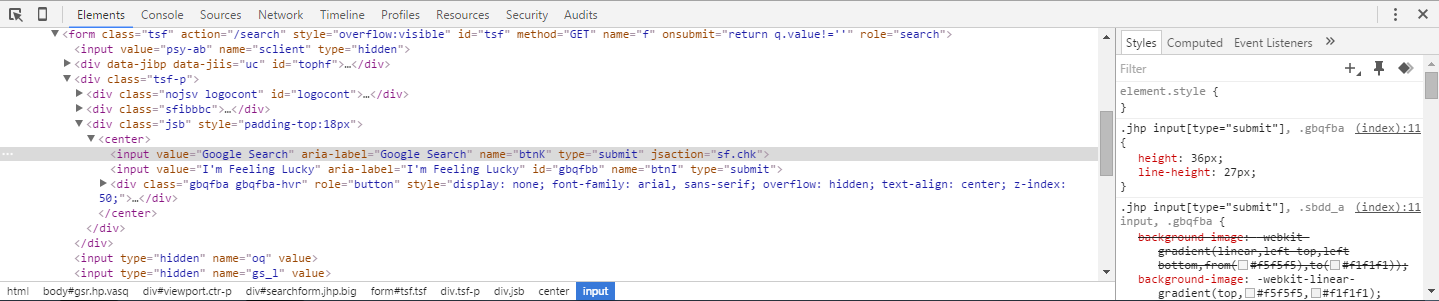 Elements Console Sources Network Timeline Profiles Resources Security Audits
<form class="tsf" action="/search" style="overflow:visible" id="tsf" method="GET" name="f" onsubmit="return q.value!=''" role="search">
<input value="psy-ab" name="sclient" type="hidden">
<div data-jibp data-jiis="uc" id="tophf">…</div>
<div class="tsf-p">
<div class="nojsv logocont" id="logocont">…</div>
<div class="sfibbbc">…</div>
<div class="jsb" style="padding-top:18px">
<center>
<input value="Google Search" aria-label="Google Search" name="btnK" type="submit" jsaction="sf.chk">
<input value="I'm Feeling Lucky" aria-label="I'm Feeling Lucky" id="gbqfbb" name="btnI" type="submit">
<div class="gbqfba gbqfba-hvr" role="button" style="display: none; font-family: arial, sans-serif; overflow: hidden; text-align: center; z-index:
50;">…</div>
</center>
</div>
</div>
<input type="hidden" name="oq" value>
<input type="hidden" name="gs_l" value>
html body#gsr.hp.vasq div#viewport.ctr-p div#searchform.jhp.big form#tsf.tsf div.tsf-p div.jsb center input
Styles Computed Event Listeners »
Filter
element.style {
}
.jhp input[type="submit"], .gbqfba (index):11
{
height: 36px;
line-height: 27px;
}
.jhp input[type="submit"], .sbdd_a (index):11
input, .gbqfba {
background-image: -webkit-
gradient(linear,left top,left
bottom,from(#f5f5f5),to(#f1f1f1));
background-image: -webkit-linear-
gradient(top,#f5f5f5,#f1f1f1);